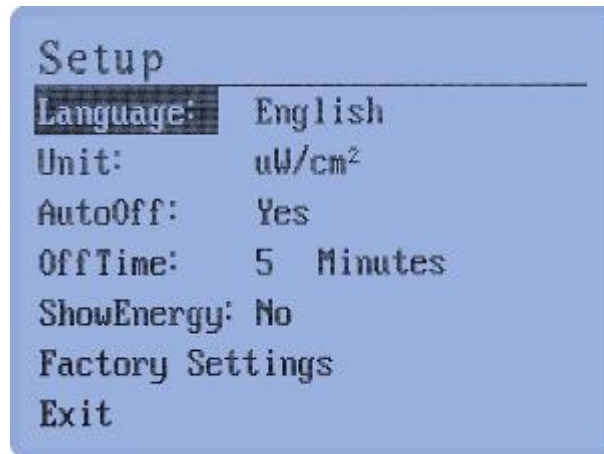 Setup
Language: English
Unit: uW/cm²
AutoOff: Yes
OffTime: 5 Minutes
ShowEnergy: No
Factory Settings
Exit